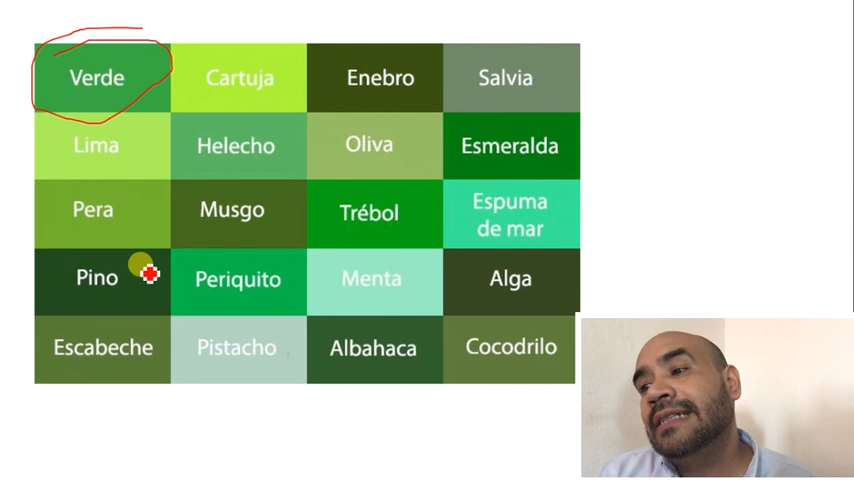 Verde
Cartuja
Enebro
Salvia
Lima
Helecho
Oliva
Esmeralda
Pera
Musgo
Trébol
Espuma
de mar
Pino
Periquito
Menta
Alga
Escabeche
Pistacho
Albahaca
Cocodrilo